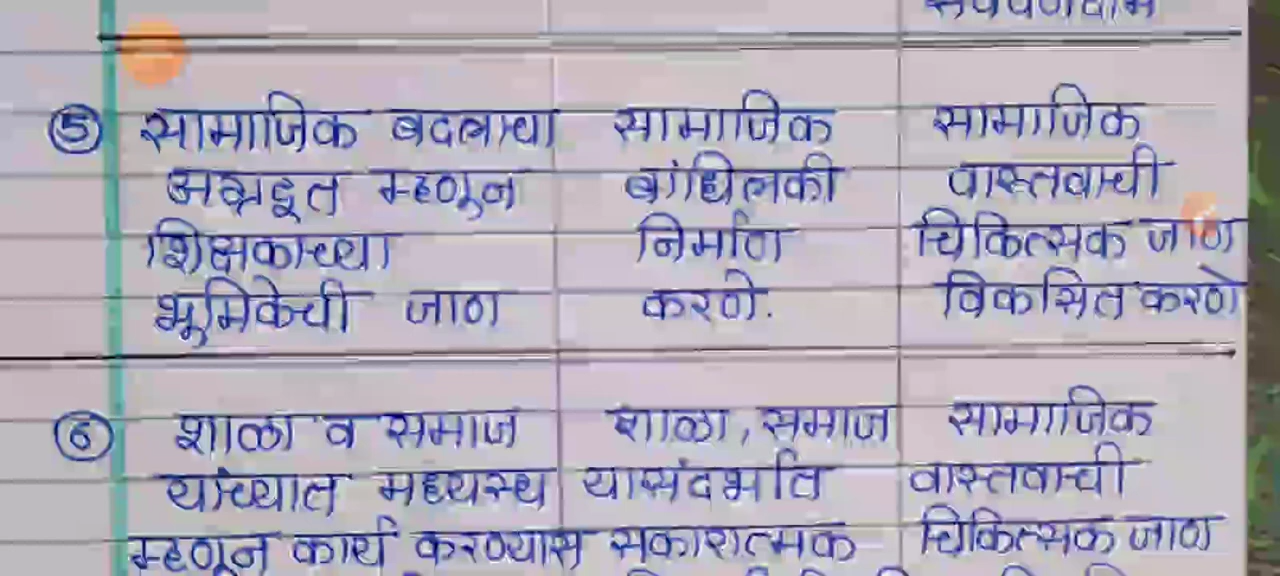 ⑤ सामाजिक बदलाचा सामाजिक सामाजिक
अग्रदूत म्हणून बांधिलकी वास्तवाची
शिक्षकाच्या निर्माण चिकित्सक जाण
भूमिकेची जाण करणे. विकसित करणे
⑥ शाळा व समाज शाळा, समाज सामाजिक
यांच्यात मध्यस्थ यासंदर्भात वास्तवाची
म्हणून कार्य करण्यास सकारात्मक चिकित्सक जाण